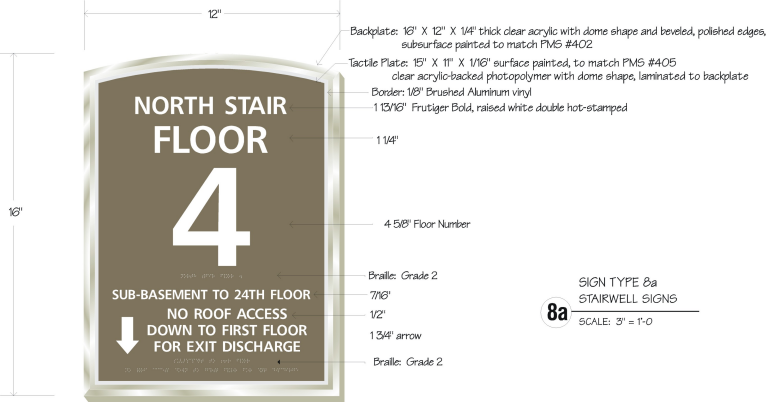 12"
Backplate: 16" X 12" X 1/4" thick clear acrylic with dome shape and beveled, polished edges,
subsurface painted to match PMS #402
Tactile Plate: 15" X 11" X 1/16" surface painted, to match PMS #405
clear acrylic-backed photopolymer with dome shape, laminated to backplate
Border: 1/8" Brushed Aluminum vinyl
NORTH STAIR
1 13/16" Frutiger Bold, raised white double hot-stamped
FLOOR
1 1/4"
4
16"
4 5/8" Floor Number
Braille: Grade 2
SUB-BASEMENT TO 24TH FLOOR
7/16"
NO ROOF ACCESS
1/2"
DOWN TO FIRST FLOOR
1 3/4" arrow
FOR EXIT DISCHARGE
Braille: Grade 2
SIGN TYPE 8a
STAIRWELL SIGNS
8a
SCALE: 3" = 1'-0